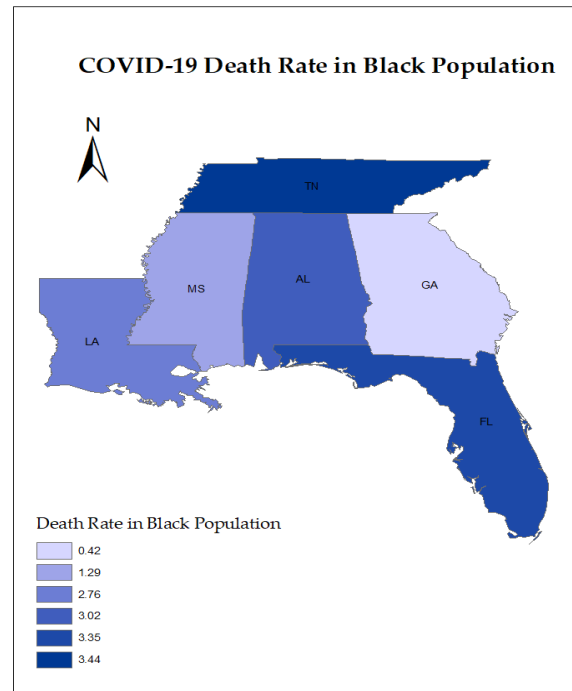 COVID-19 Death Rate in Black Population
N
TN
MS
AL
GA
LA
FL
Death Rate in Black Population
0.42
1.29
2.76
3.02
3.35
3.44